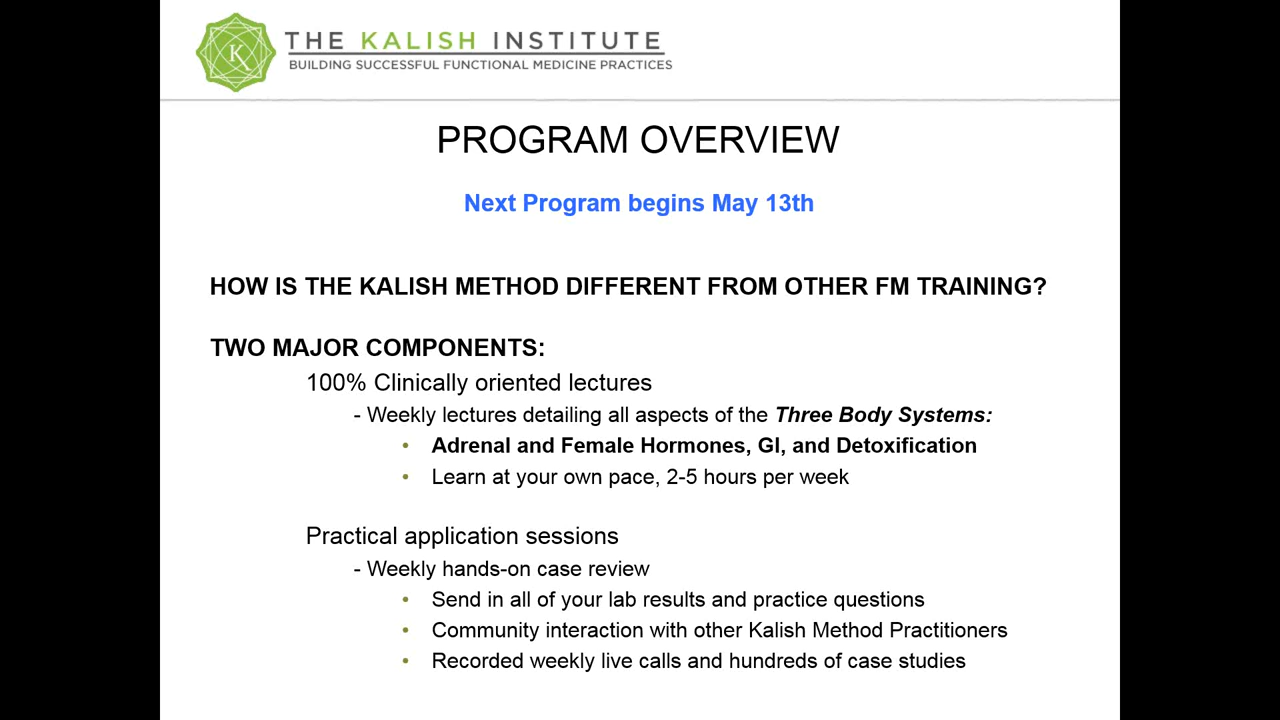 K
THE KALISH INSTITUTE
BUILDING SUCCESSFUL FUNCTIONAL MEDICINE PRACTICES
PROGRAM OVERVIEW
Next Program begins May 13th
HOW IS THE KALISH METHOD DIFFERENT FROM OTHER FM TRAINING?
TWO MAJOR COMPONENTS:
100% Clinically oriented lectures
- Weekly lectures detailing all aspects of the Three Body Systems:
• Adrenal and Female Hormones, GI, and Detoxification
• Learn at your own pace, 2-5 hours per week
Practical application sessions
- Weekly hands-on case review
• Send in all of your lab results and practice questions
• Community interaction with other Kalish Method Practitioners
• Recorded weekly live calls and hundreds of case studies